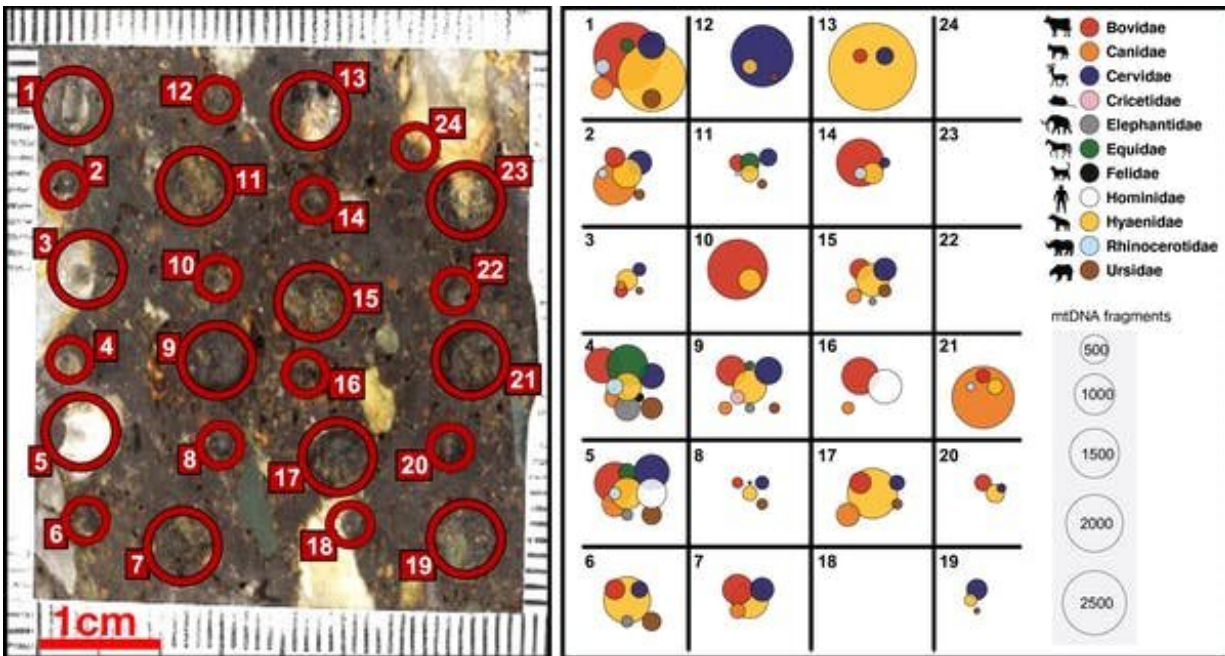 1
12
13
24
2
11
14
23
3
10
15
22
4
9
16
21
5
8
17
20
6
7
18
19
1cm
1 12 13 24
2 11 14 23
3 10 15 22
4 9 16 21
5 8 17 20
6 7 18 19
Bovidae
Canidae
Cervidae
Cricetidae
Elephantidae
Equidae
Felidae
Hominidae
Hyaenidae
Rhinocerotidae
Ursidae
mtDNA fragments
500
1000
1500
2000
2500